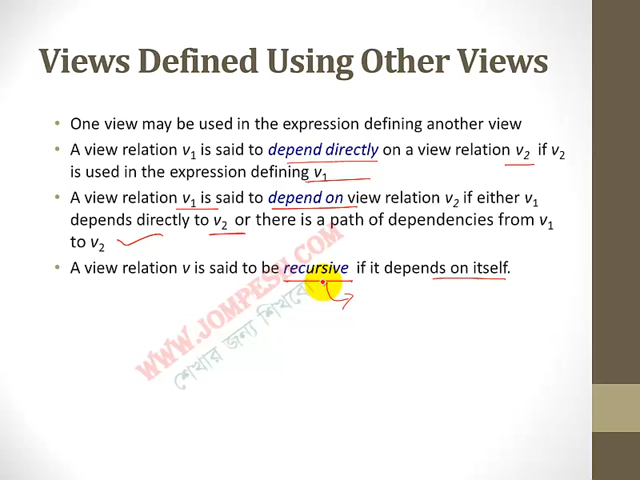 Views Defined Using Other Views
• One view may be used in the expression defining another view
• A view relation v1 is said to depend directly on a view relation v2 if v2
is used in the expression defining v1
• A view relation v1 is said to depend on view relation v2 if either v1
depends directly to v2 or there is a path of dependencies from v1
to v2
• A view relation v is said to be recursive if it depends on itself.
WWW.JOMPESH.COM
শেখার জন্য শিখবো